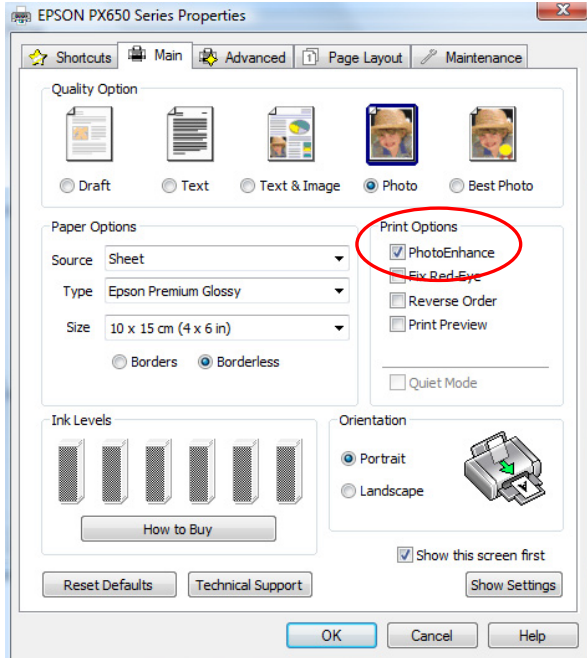 EPSON PX650 Series Properties
Shortcuts Main Advanced 1 Page Layout Maintenance
Quality Option
Draft Text Text & Image Photo Best Photo
Paper Options
Source Sheet
Type Epson Premium Glossy
Size 10 x 15 cm (4 x 6 in)
Borders Borderless
Print Options
PhotoEnhance
Fix Red-Eye
Reverse Order
Print Preview
Quiet Mode
Ink Levels
How to Buy
Orientation
Portrait
Landscape
A
Show this screen first
Reset Defaults Technical Support Show Settings
OK Cancel Help